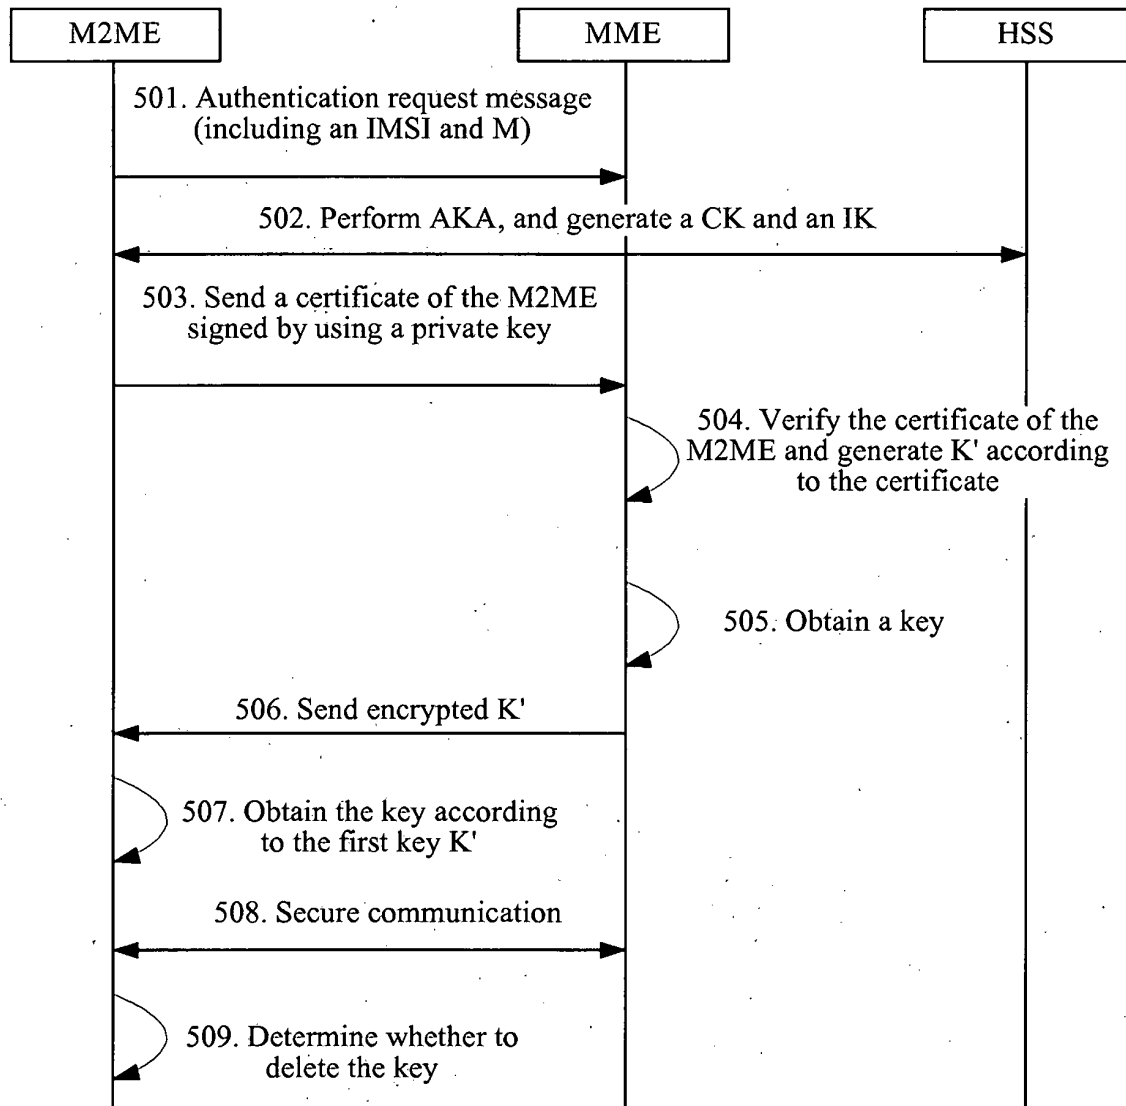 M2ME
MME
HSS
501. Authentication request message
(including an IMSI and M)
502. Perform AKA, and generate a CK and an IK
503. Send a certificate of the M2ME
signed by using a private key
504. Verify the certificate of the
M2ME and generate K' according
to the certificate
505. Obtain a key
506. Send encrypted K'
507. Obtain the key according
to the first key K'
508. Secure communication
509. Determine whether to
delete the key